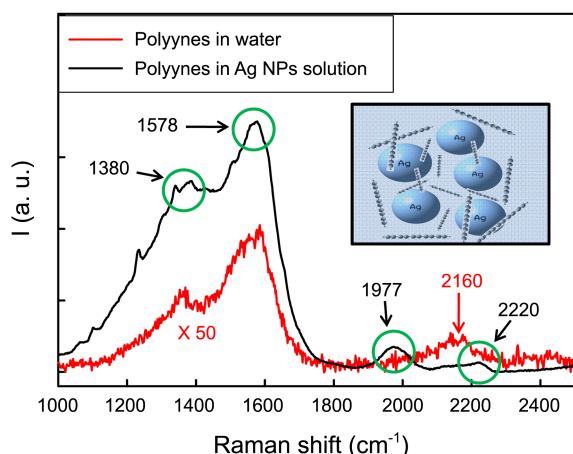 Polyynes in water
Polyynes in Ag NPs solution
1578
1380
X 50
1977
2160
2220
Ag
Ag
Ag
Ag
Ag
I (a. u.)
1000 1200 1400 1600 1800 2000 2200 2400
Raman shift (cm⁻¹)